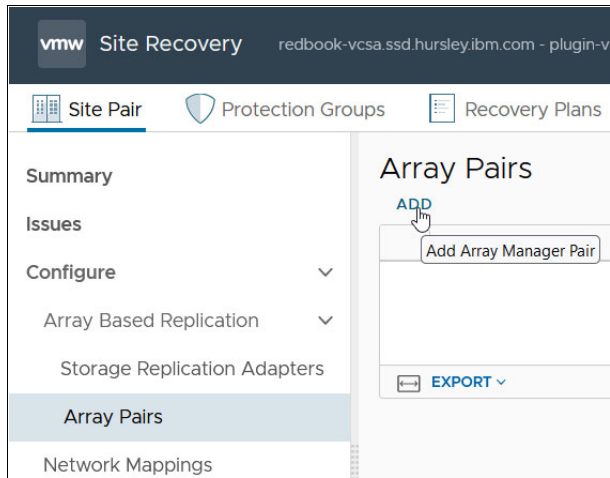 vmw Site Recovery redbook-vcsa.ssd.hursley.ibm.com - plugin-v
Site Pair Protection Groups Recovery Plans
Summary
Issues
Configure
Array Based Replication
Storage Replication Adapters
Array Pairs
Network Mappings
Array Pairs
ADD
Add Array Manager Pair
EXPORT